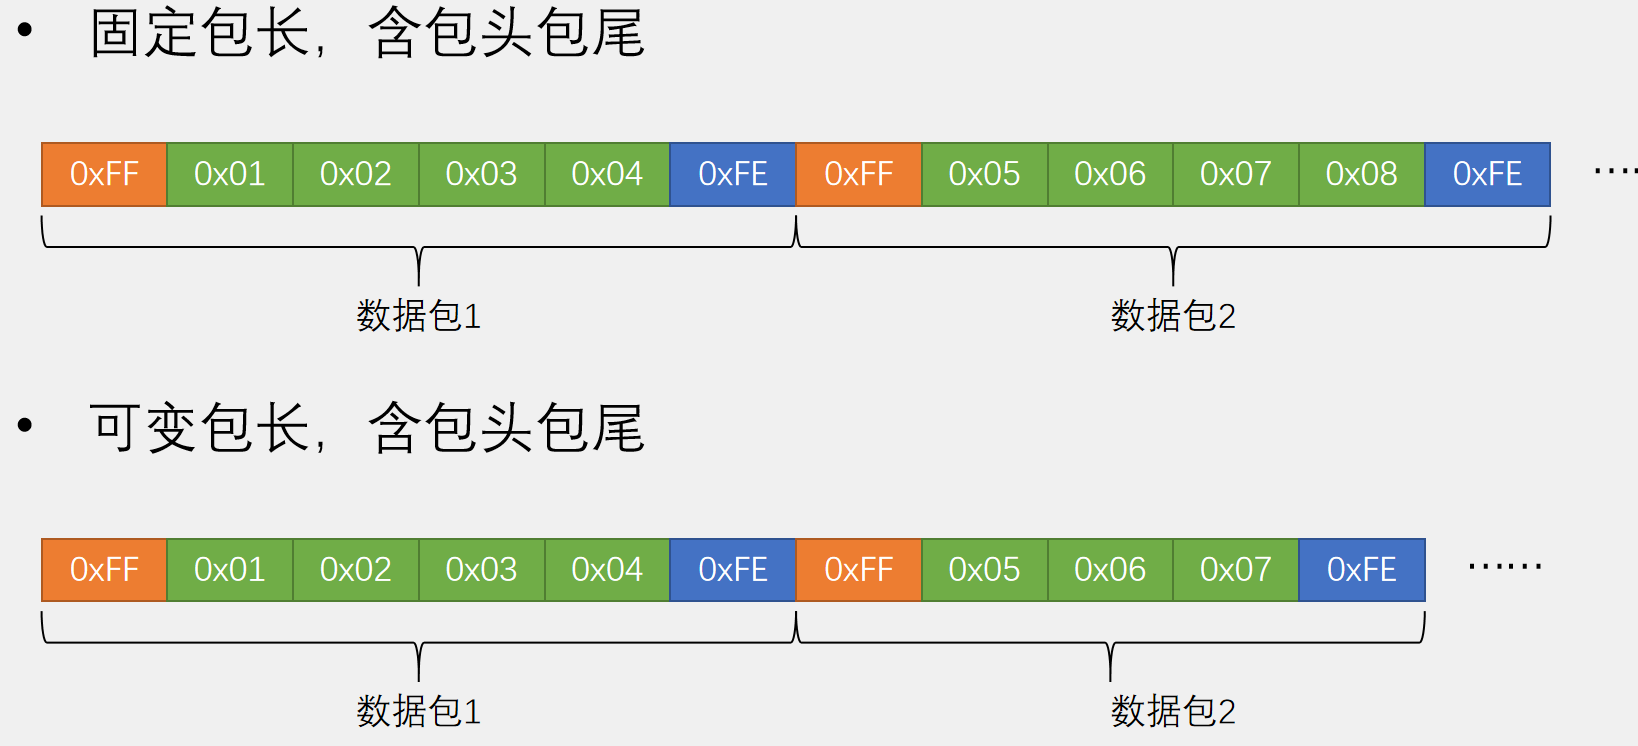 • 固定包长，含包头包尾
0xFF 0x01 0x02 0x03 0x04 0xFE 0xFF 0x05 0x06 0x07 0x08 0xFE ……
数据包1 数据包2
• 可变包长，含包头包尾
0xFF 0x01 0x02 0x03 0x04 0xFE 0xFF 0x05 0x06 0x07 0xFE ……
数据包1 数据包2